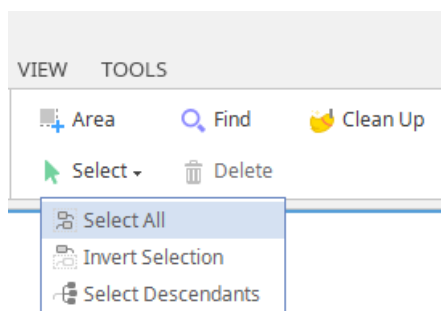 VIEW TOOLS
Area Find Clean Up
Select Delete
Select All
Invert Selection
Select Descendants